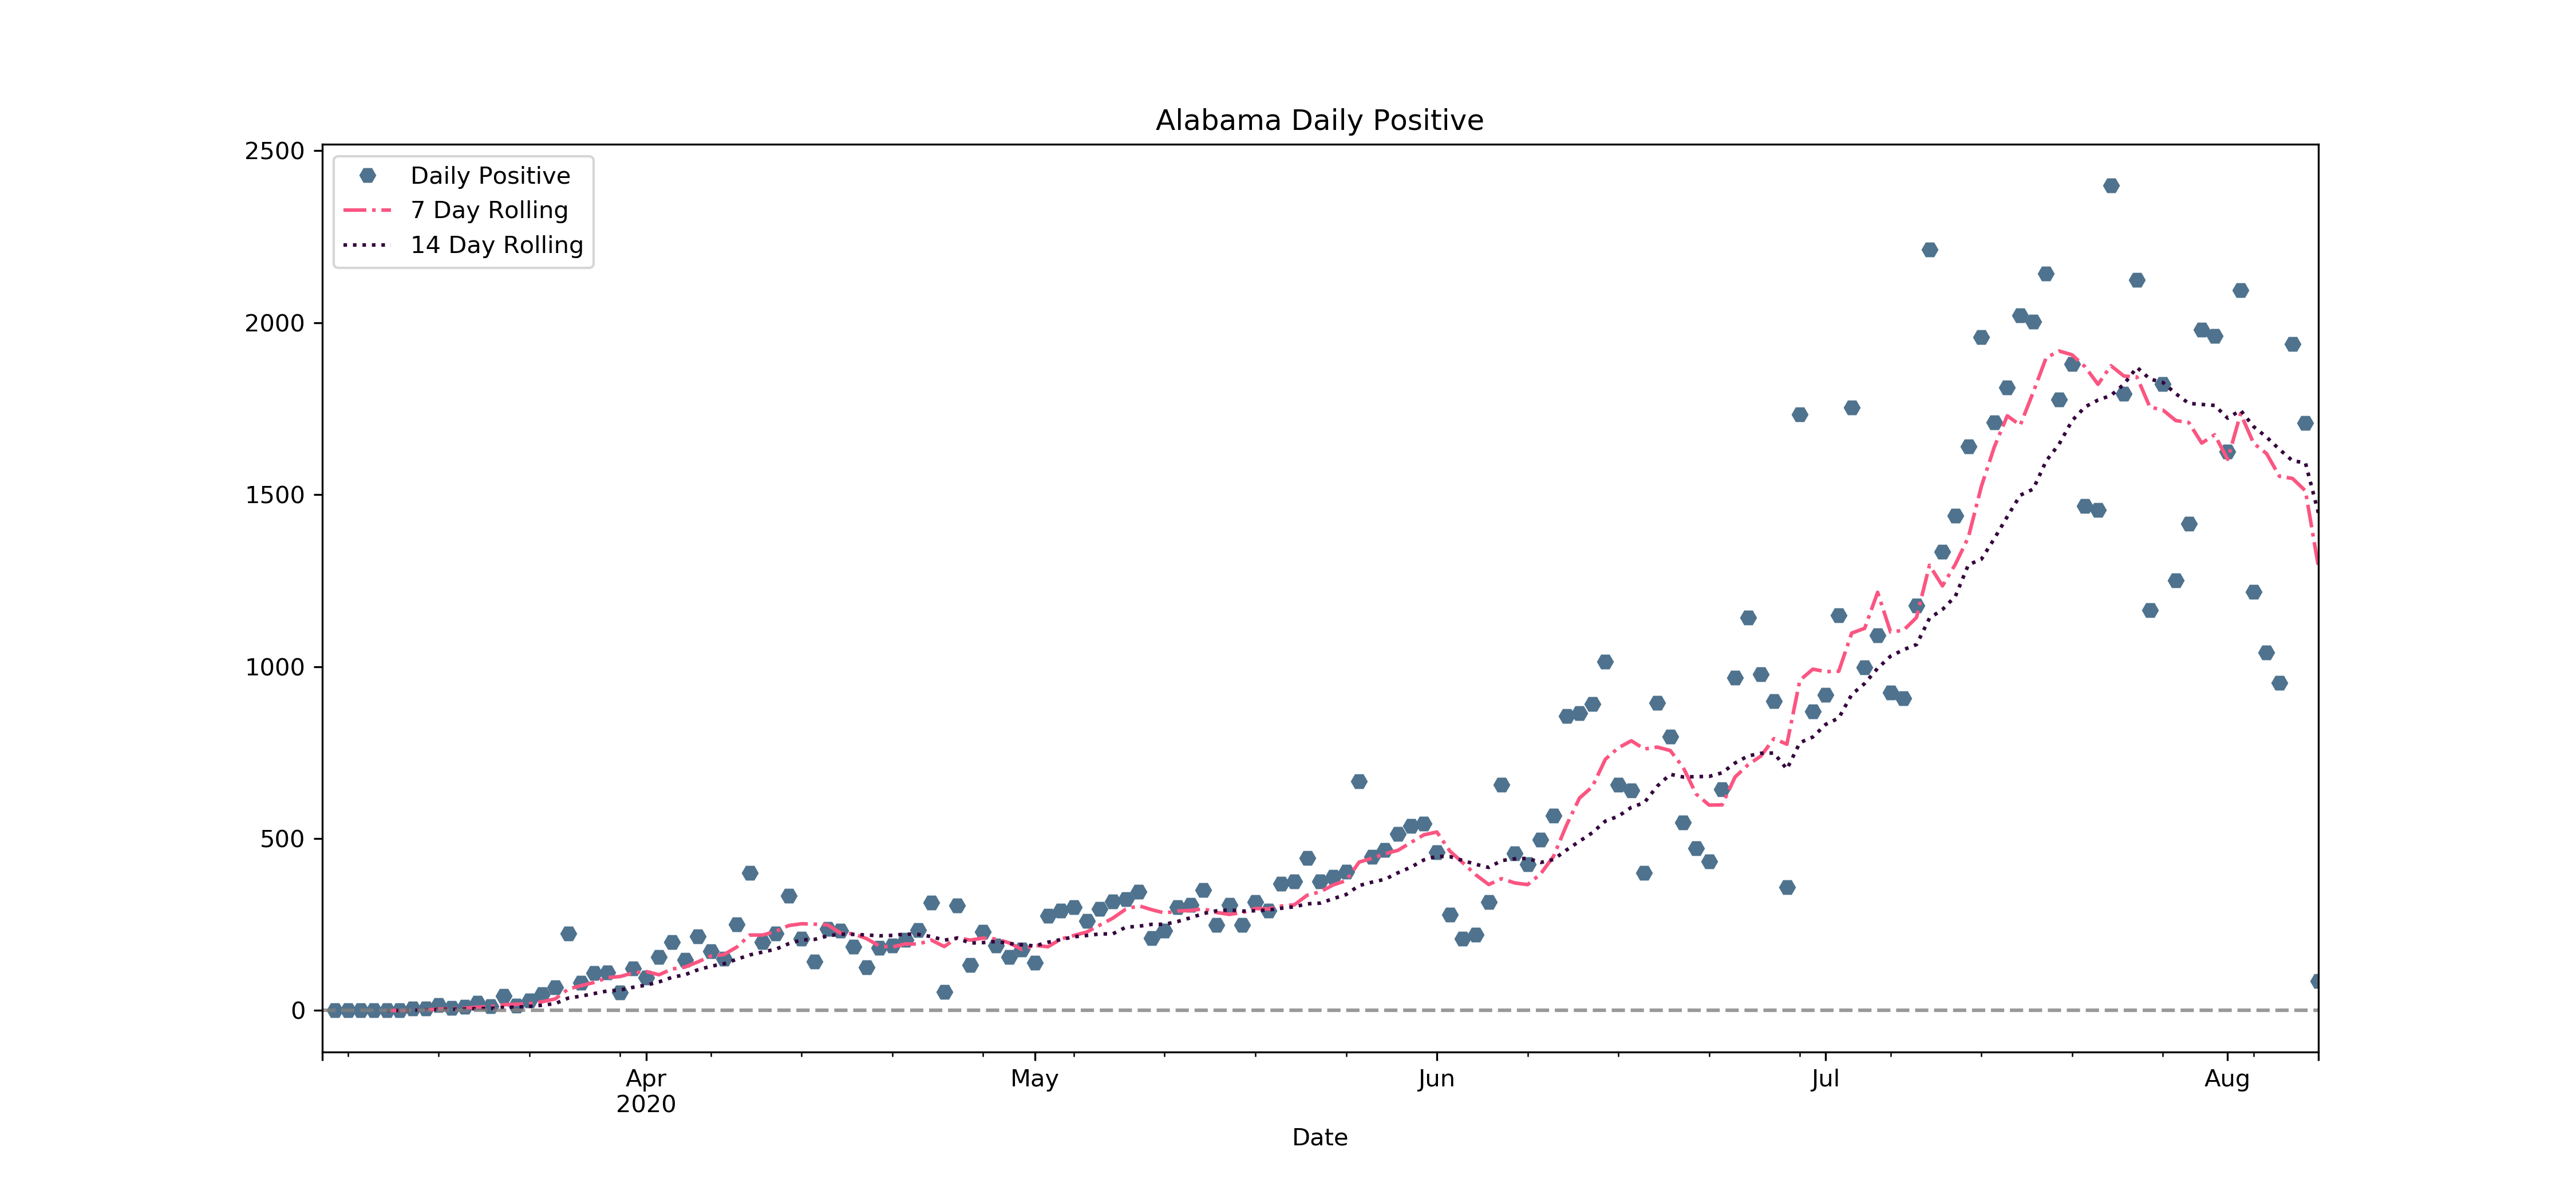 Alabama Daily Positive
2500
2000
1500
1000
500
0
Daily Positive
7 Day Rolling
14 Day Rolling
Apr
2020
May
Jun
Jul
Aug
Date